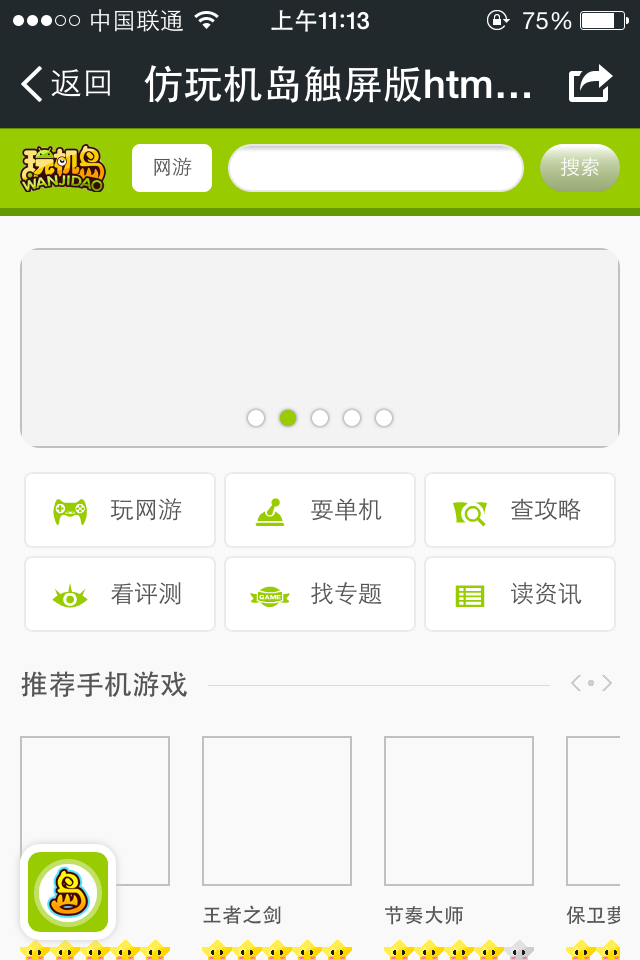 中国联通 上午11:13 75%
返回 仿玩机岛触屏版htm...
玩机岛 网游 搜索
WANJIDAO
玩网游 耍单机 查攻略
看评测 GAME 找专题 读资讯
推荐手机游戏
岛
王者之剑 节奏大师 保卫萝